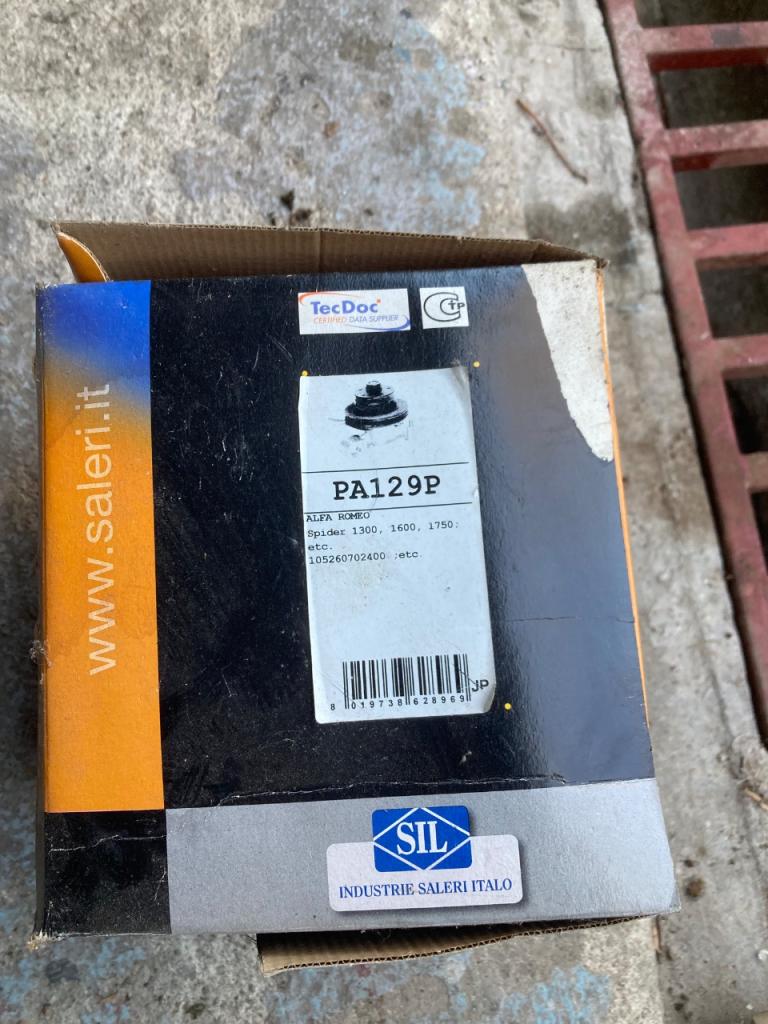 TecDoc
CERTIFIED DATA SUPPLIER
CTP
www.saleri.it
PA129P
ALFA ROMEO
Spider 1300, 1600, 1750;
etc.
105260702400 ;etc.
JP
8 019738 628969
SIL
INDUSTRIE SALERI ITALO